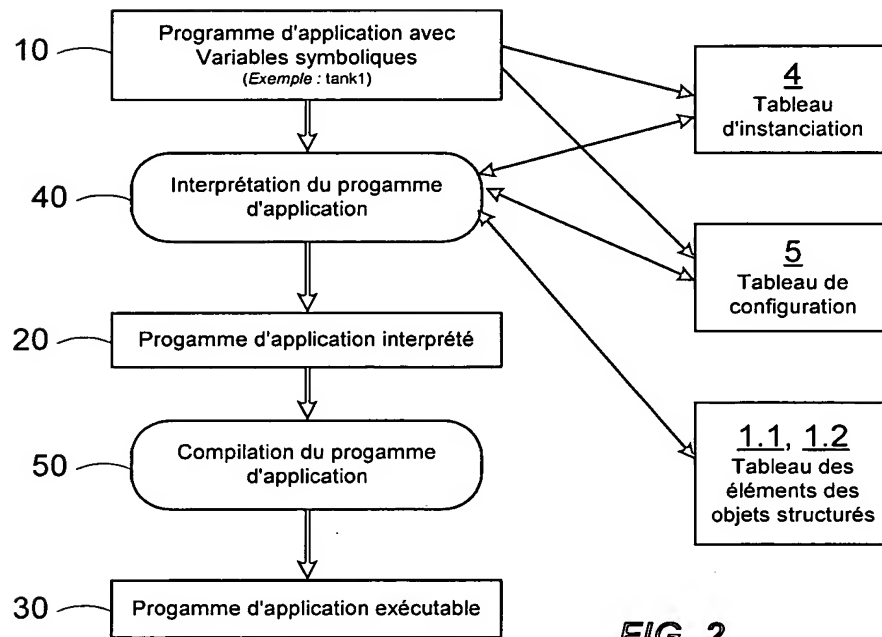 10
Programme d'application avec
Variables symboliques
(Exemple : tank1)
4
Tableau
d'instanciation
40
Interprétation du progamme
d'application
5
Tableau de
configuration
20
Progamme d'application interprété
50
Compilation du progamme
d'application
1.1, 1.2
Tableau des
éléments des
objets structurés
30
Progamme d'application exécutable
FIG. 2